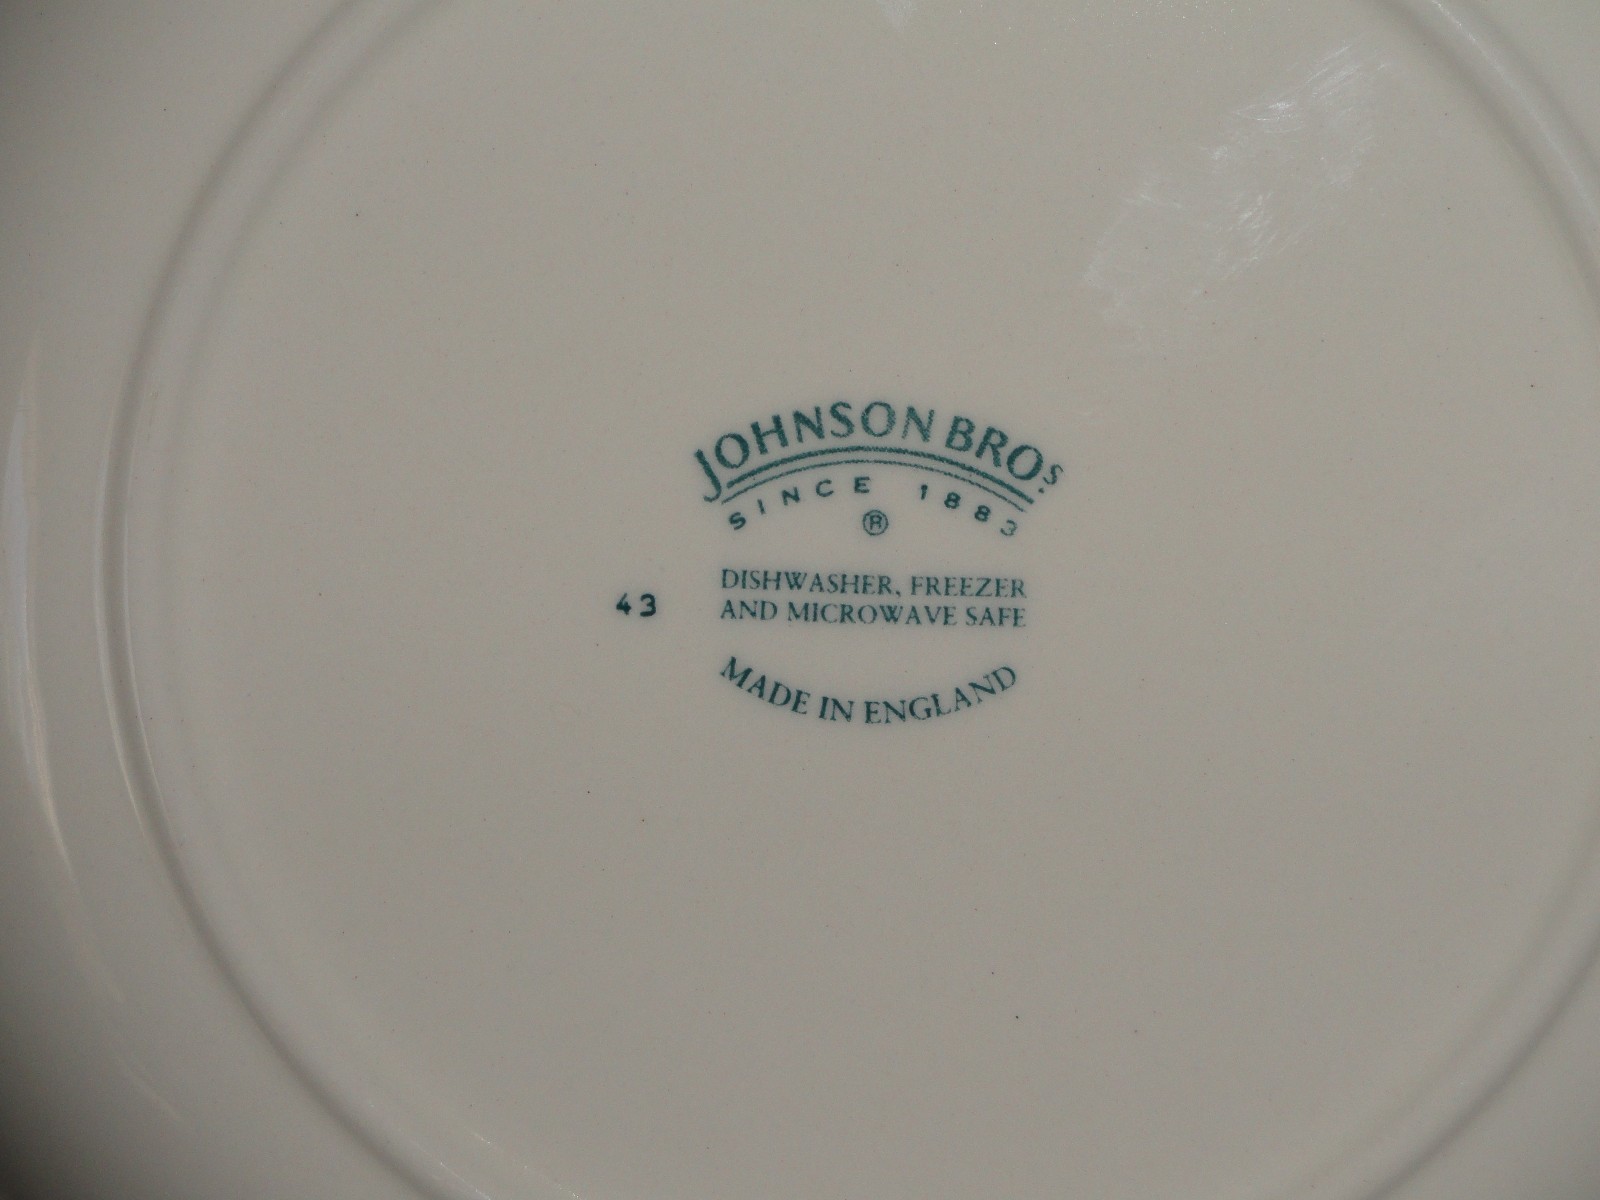 JOHNSON BROS.
SINCE 1883
®
43
DISHWASHER, FREEZER
AND MICROWAVE SAFE
MADE IN ENGLAND